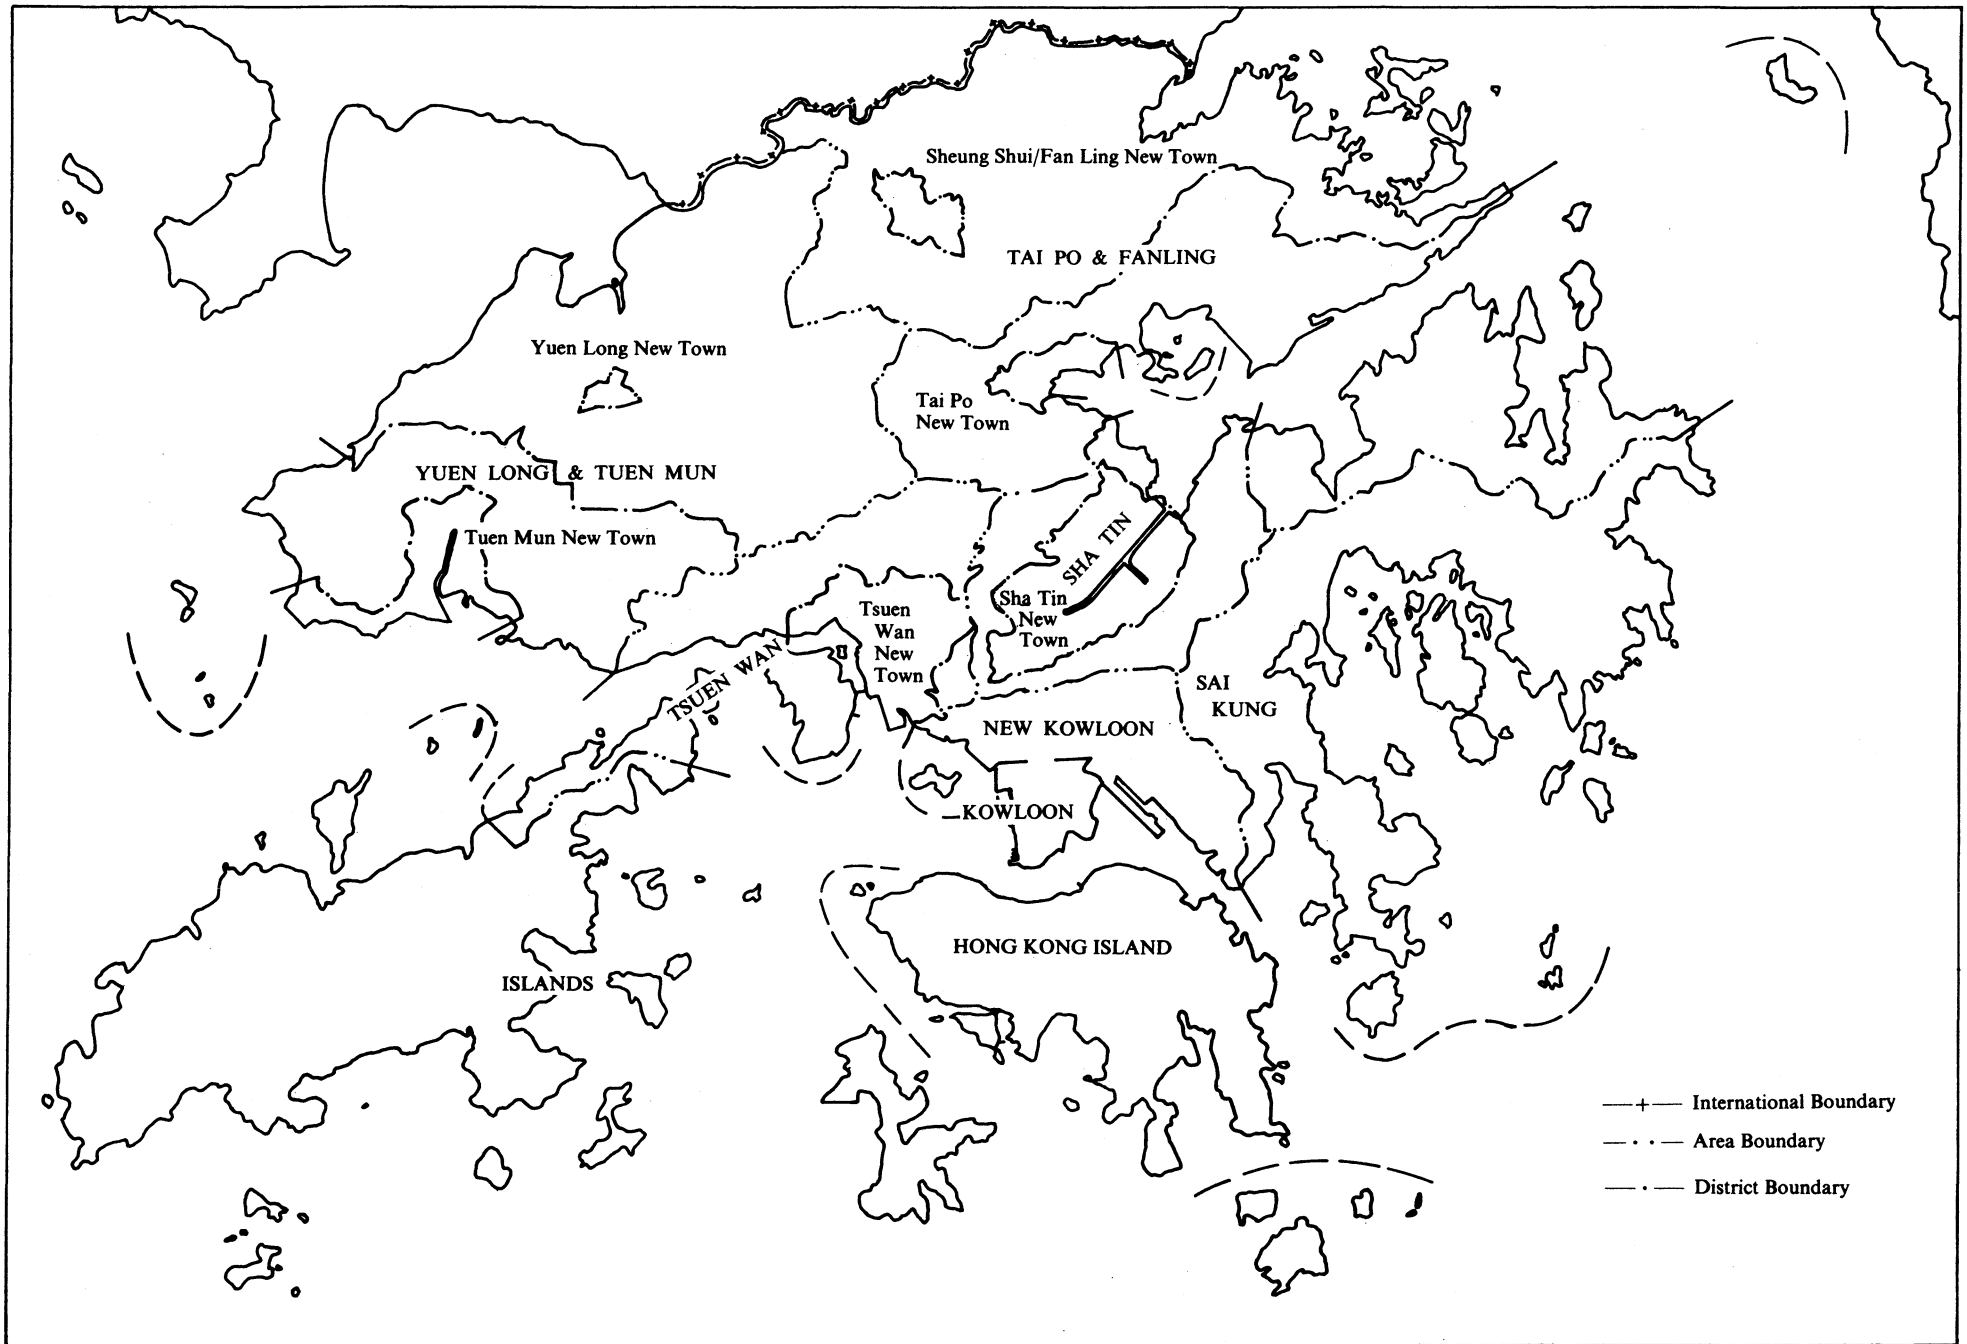 Sheung Shui/Fan Ling New Town
TAI PO & FANLING
Yuen Long New Town
Tai Po
New Town
YUEN LONG & TUEN MUN
Tuen Mun New Town
SHA TIN
Sha Tin
New
Town
Tsuen
Wan
New
Town
TSUEN WAN
SAI
KUNG
NEW KOWLOON
KOWLOON
HONG KONG ISLAND
ISLANDS
International Boundary
Area Boundary
District Boundary